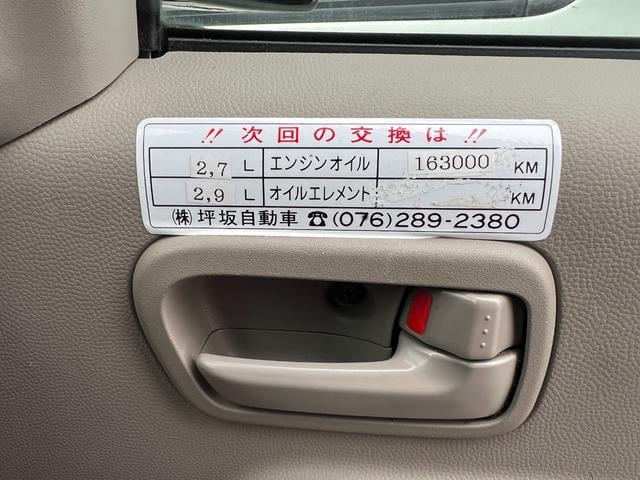 !! 次回の交換は !!
2,7 L エンジンオイル 163000 KM
2,9 L オイルエレメント KM
㈱ 坪坂自動車 ☎(076)289-2380